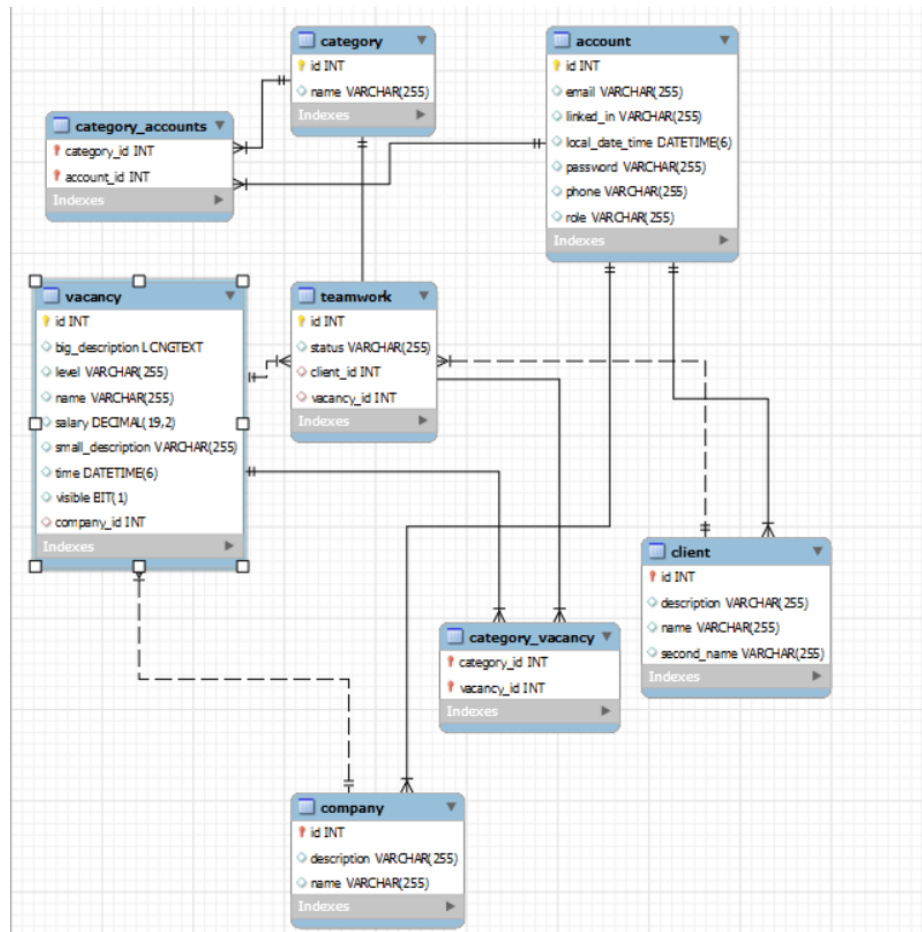 category
id INT
name VARCHAR(255)
Indexes
account
id INT
email VARCHAR(255)
linked_in VARCHAR(255)
local_date_time DATETIME(6)
password VARCHAR(255)
phone VARCHAR(255)
role VARCHAR(255)
Indexes
category_accounts
category_id INT
account_id INT
Indexes
vacancy
id INT
big_description LONGTEXT
level VARCHAR(255)
name VARCHAR(255)
salary DECIMAL(19,2)
small_description VARCHAR(255)
time DATETIME(6)
visible BIT(1)
company_id INT
Indexes
teamwork
id INT
status VARCHAR(255)
client_id INT
vacancy_id INT
Indexes
client
id INT
description VARCHAR(255)
name VARCHAR(255)
second_name VARCHAR(255)
Indexes
category_vacancy
category_id INT
vacancy_id INT
Indexes
company
id INT
description VARCHAR(255)
name VARCHAR(255)
Indexes